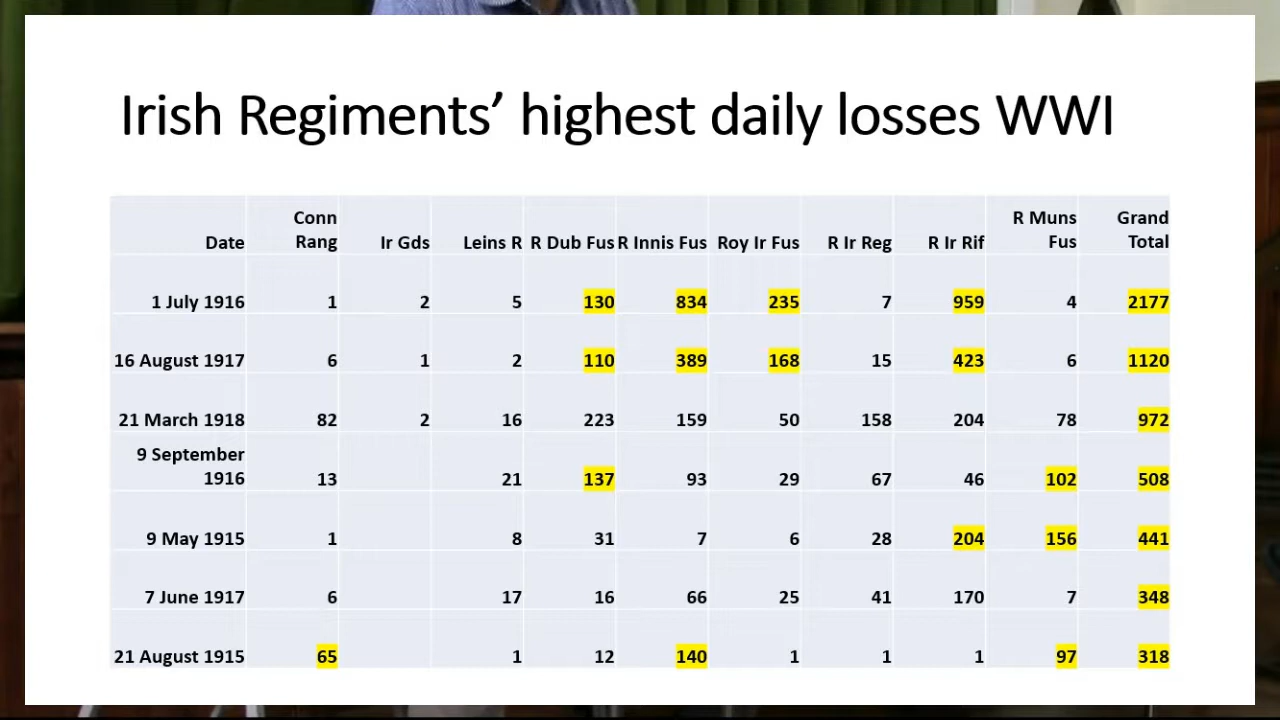 Irish Regiments’ highest daily losses WWI
Date Conn Rang Ir Gds Leins R R Dub Fus R Innis Fus Roy Ir Fus R Ir Reg R Ir Rif R Muns Fus Grand Total
1 July 1916 1 2 5 130 834 235 7 959 4 2177
16 August 1917 6 1 2 110 389 168 15 423 6 1120
21 March 1918 82 2 16 223 159 50 158 204 78 972
9 September 1916 13 21 137 93 29 67 46 102 508
9 May 1915 1 8 31 7 6 28 204 156 441
7 June 1917 6 17 16 66 25 41 170 7 348
21 August 1915 65 1 12 140 1 1 1 97 318